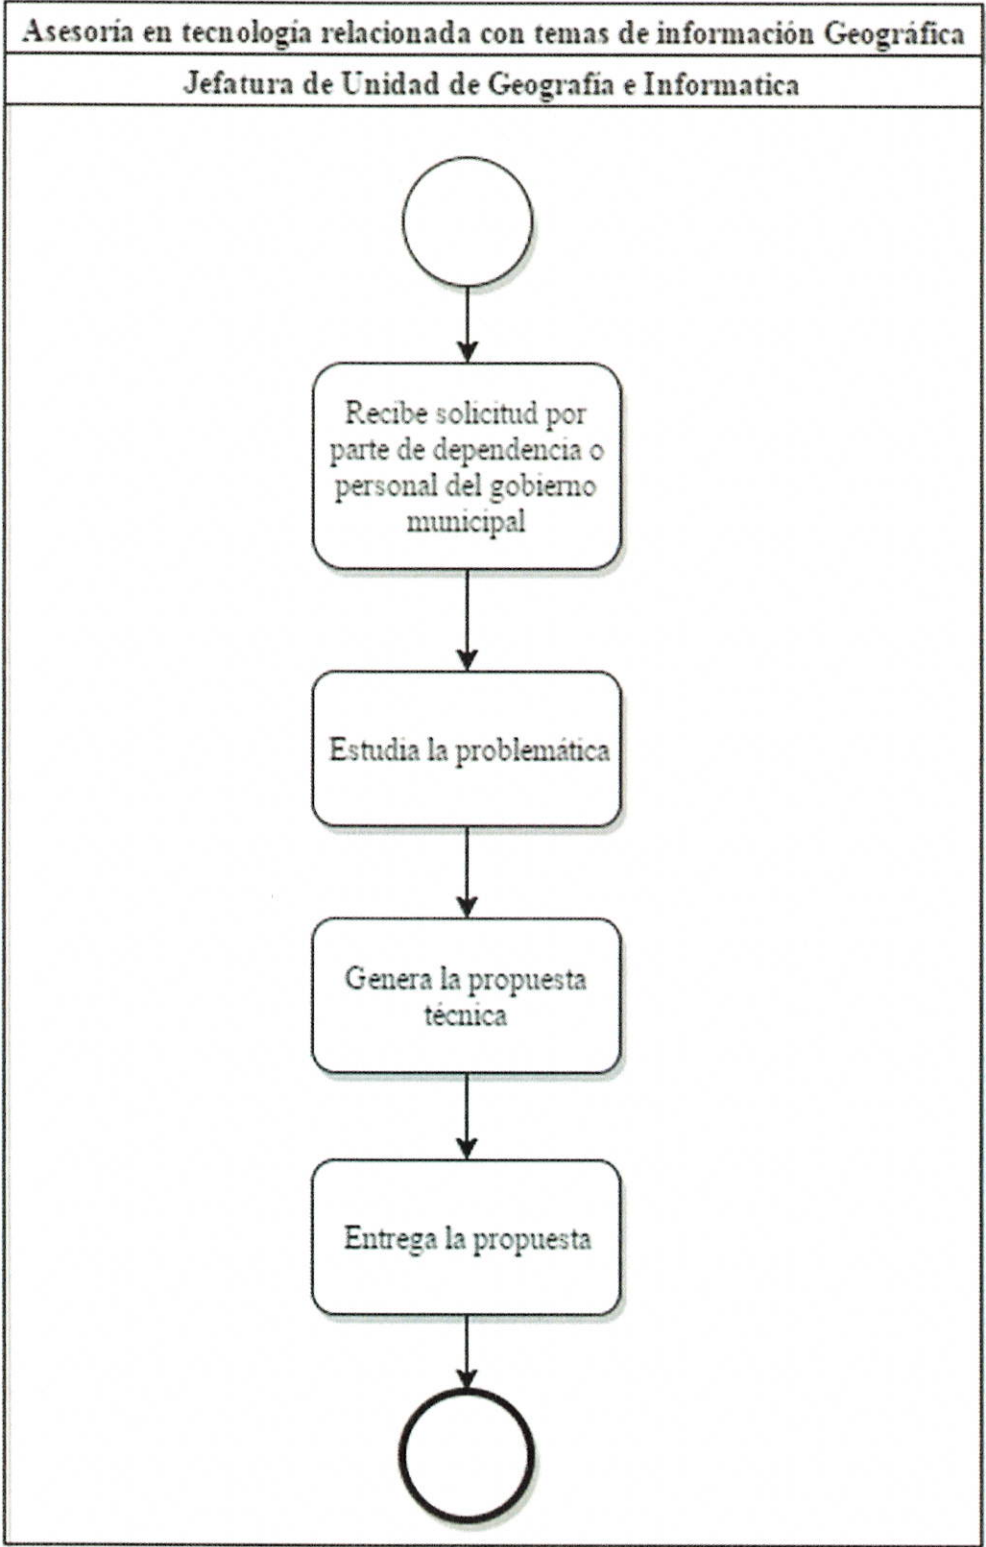 Asesoría en tecnología relacionada con temas de información Geográfica
Jefatura de Unidad de Geografía e Informatica
Recibe solicitud por
parte de dependencia o
personal del gobierno
municipal
Estudia la problemática
Genera la propuesta
técnica
Entrega la propuesta